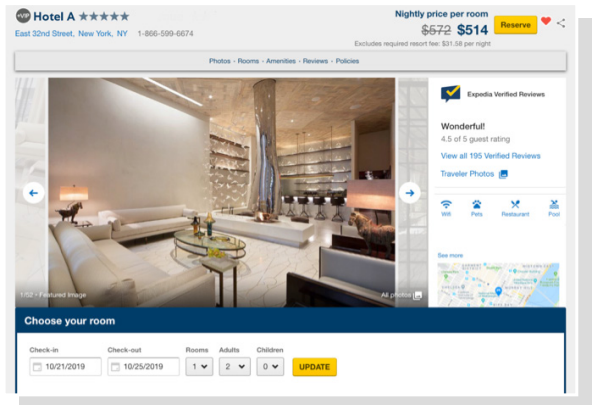 +VIP Hotel A ★★★★★
East 32nd Street, New York, NY 1-866-599-6674
Nightly price per room
$572 $514
Reserve
Excludes required resort fee: $31.58 per night
Photos - Rooms - Amenities - Reviews - Policies
Expedia Verified Reviews
Wonderful!
4.5 of 5 guest rating
View all 195 Verified Reviews
Traveler Photos
Wifi Pets Restaurant Pool
See more
1/52 • Featured Image
All photos
Choose your room
Check-in Check-out Rooms Adults Children
10/21/2019 10/25/2019 1 2 0 UPDATE